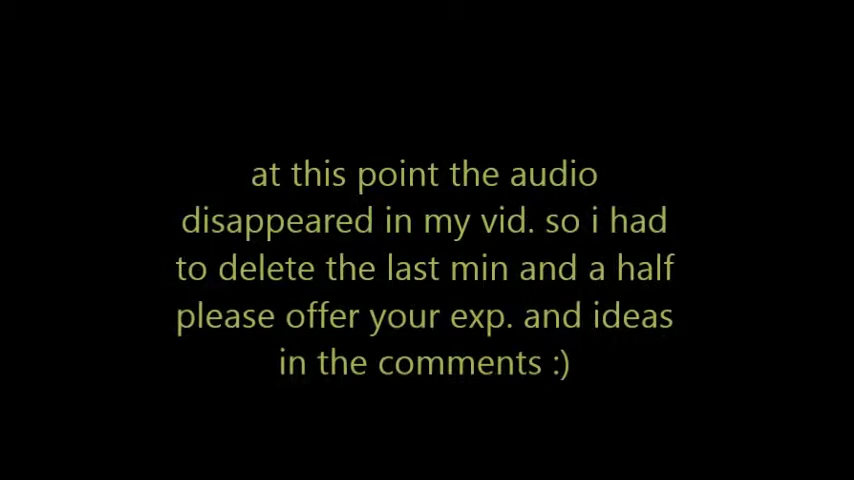 at this point the audio
disappeared in my vid. so i had
to delete the last min and a half
please offer your exp. and ideas
in the comments :)